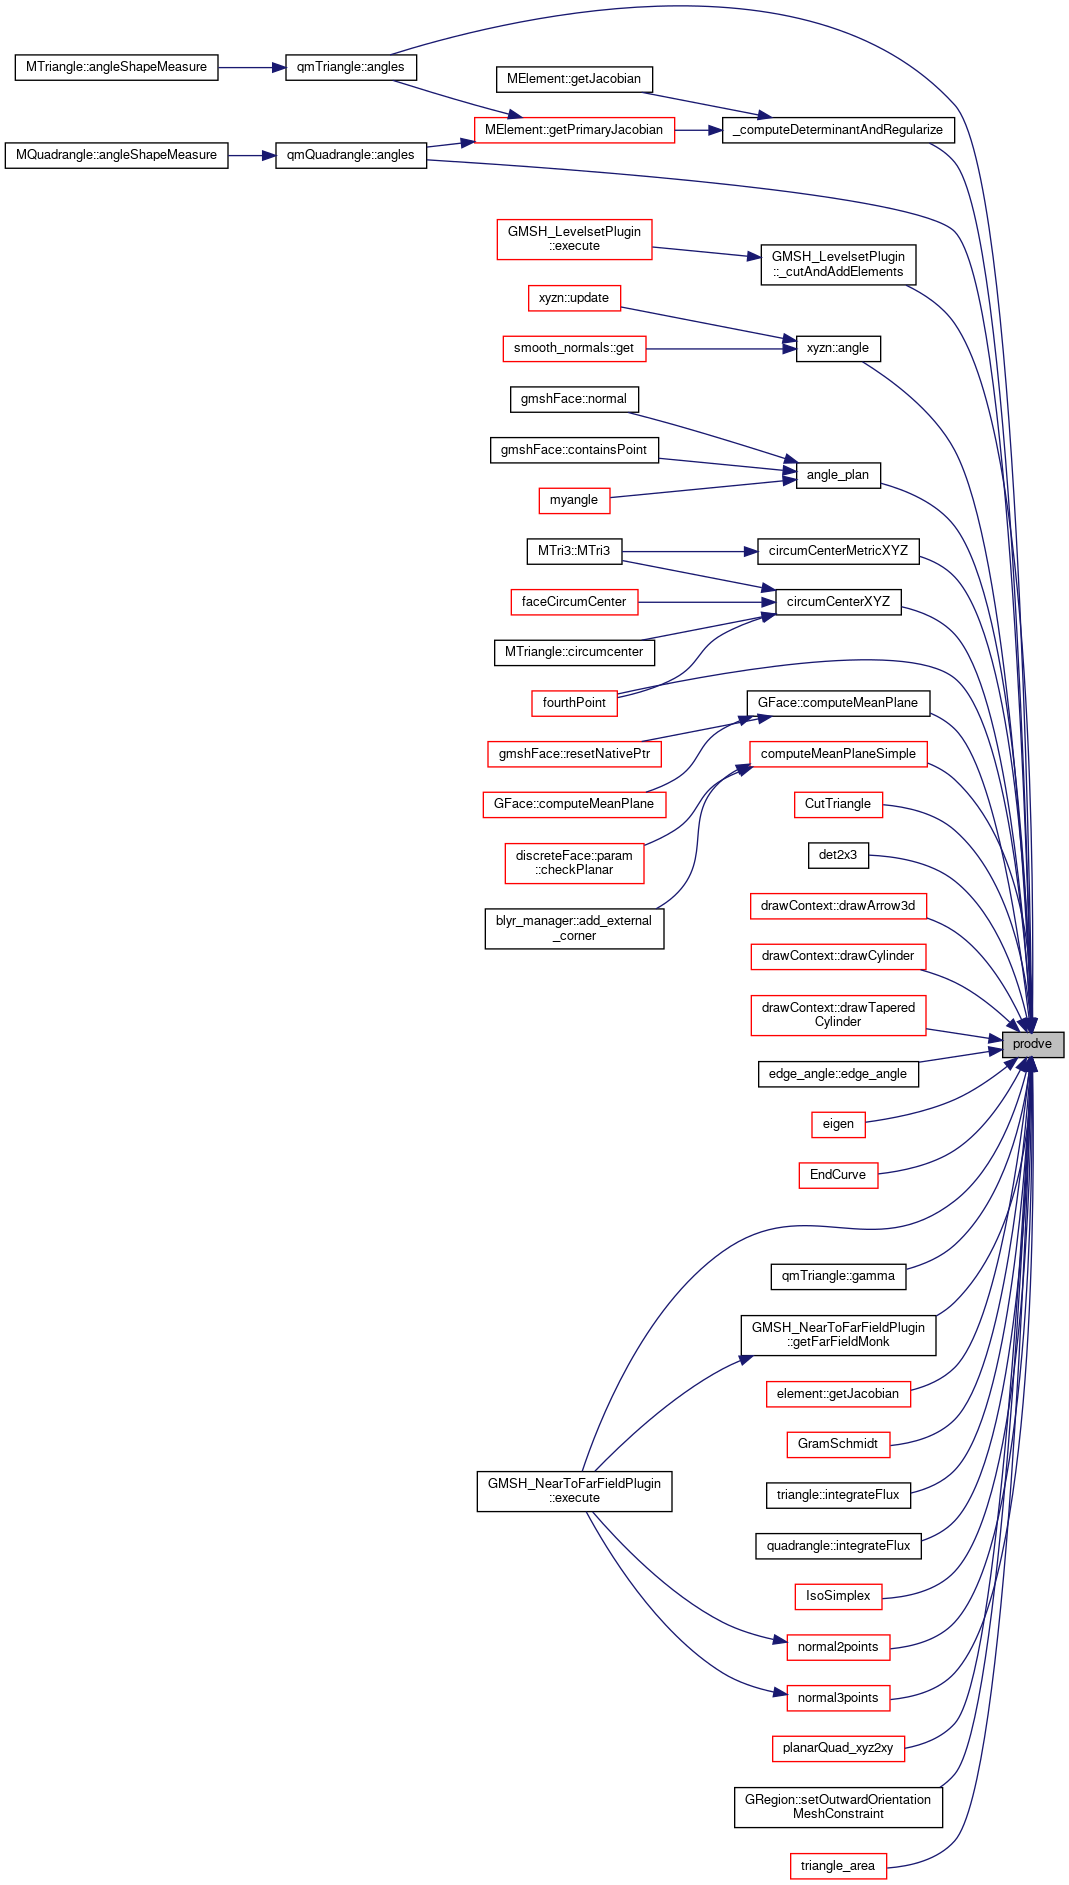 MTriangle::angleShapeMeasure
qmTriangle::angles
MElement::getJacobian
MElement::getPrimaryJacobian
_computeDeterminantAndRegularize
MQuadrangle::angleShapeMeasure
qmQuadrangle::angles
GMSH_LevelsetPlugin
::execute
GMSH_LevelsetPlugin
::_cutAndAddElements
xyzn::update
smooth_normals::get
xyzn::angle
gmshFace::normal
gmshFace::containsPoint
angle_plan
myangle
MTri3::MTri3
circumCenterMetricXYZ
faceCircumCenter
circumCenterXYZ
MTriangle::circumcenter
fourthPoint
GFace::computeMeanPlane
gmshFace::resetNativePtr
computeMeanPlaneSimple
GFace::computeMeanPlane
CutTriangle
discreteFace::param
::checkPlanar
det2x3
blyr_manager::add_external
_corner
drawContext::drawArrow3d
drawContext::drawCylinder
drawContext::drawTapered
Cylinder
prodve
edge_angle::edge_angle
eigen
EndCurve
qmTriangle::gamma
GMSH_NearToFarFieldPlugin
::getFarFieldMonk
element::getJacobian
GramSchmidt
GMSH_NearToFarFieldPlugin
::execute
triangle::integrateFlux
quadrangle::integrateFlux
IsoSimplex
normal2points
normal3points
planarQuad_xyz2xy
GRegion::setOutwardOrientation
MeshConstraint
triangle_area